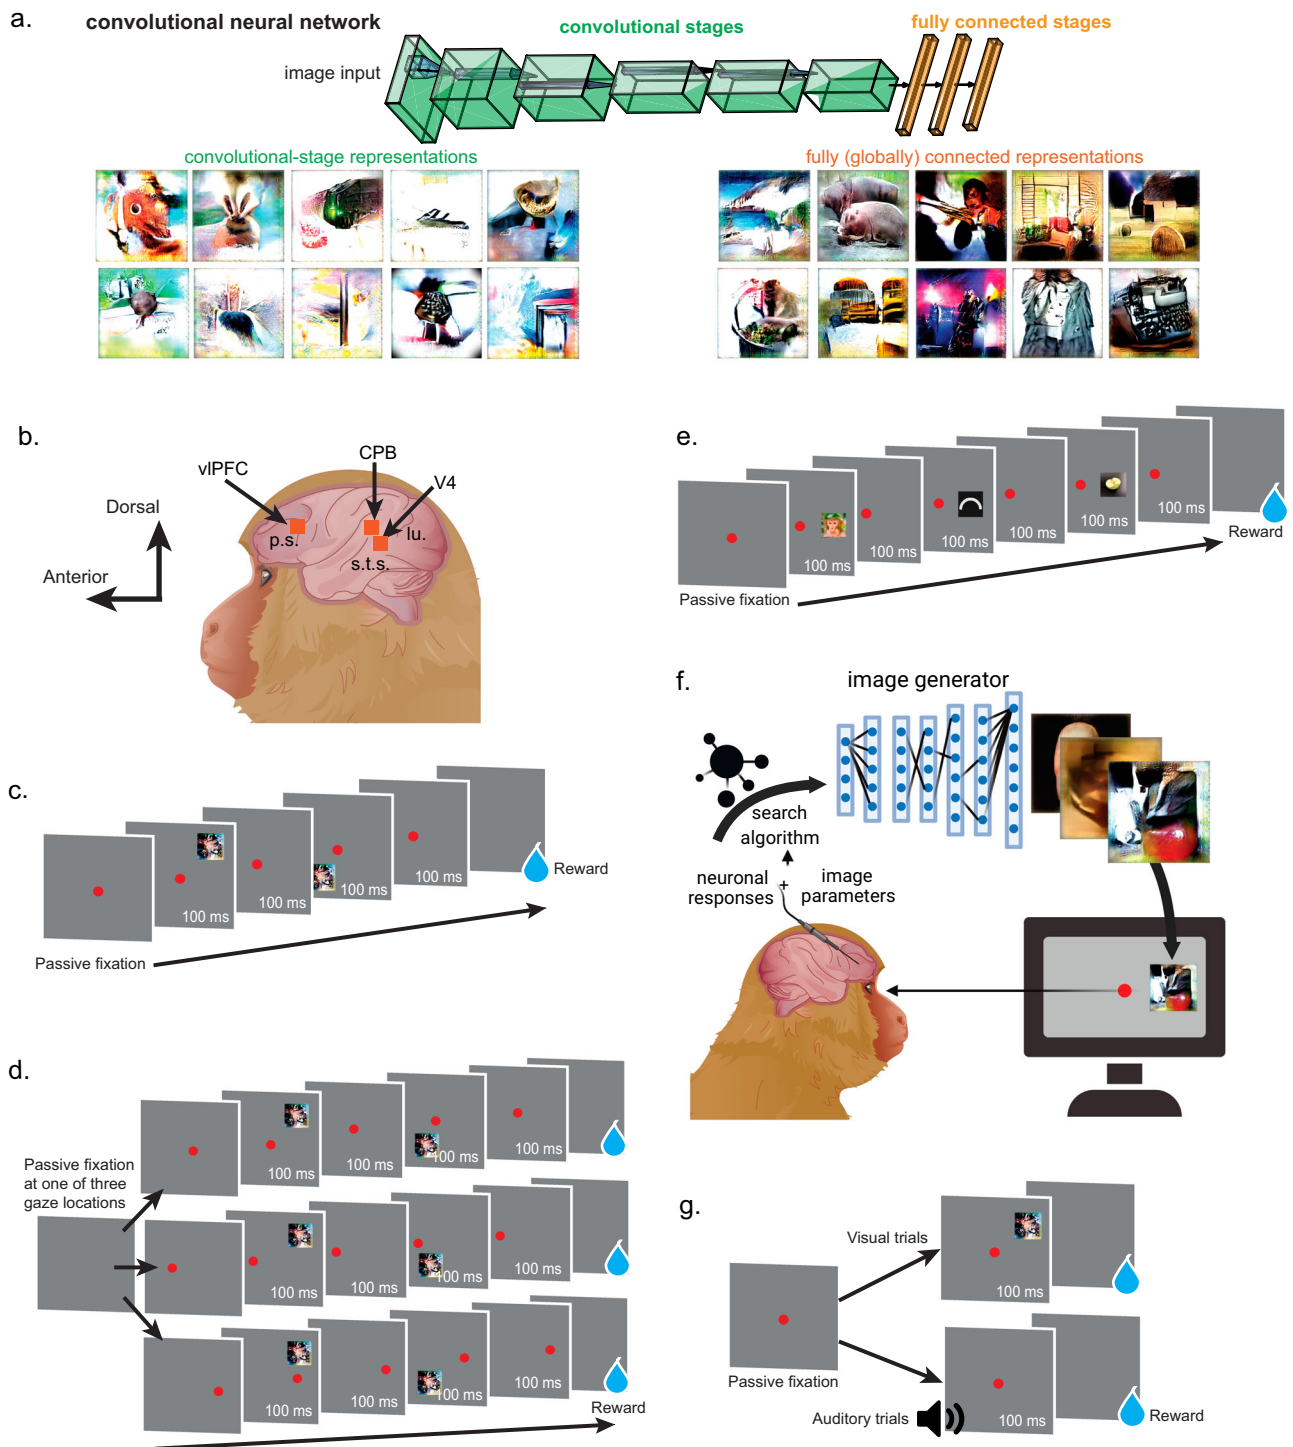 a.
convolutional neural network
convolutional stages
fully connected stages
image input
convolutional-stage representations
fully (globally) connected representations
b.
vlPFC
CPB
V4
Dorsal
Anterior
p.s.
lu.
s.t.s.
e.
100 ms
100 ms
100 ms
100 ms
100 ms
100 ms
Reward
Passive fixation
c.
100 ms
100 ms
100 ms
100 ms
Reward
Passive fixation
f.
image generator
search
algorithm
neuronal
responses
+
image
parameters
d.
Passive fixation
at one of three
gaze locations
100 ms
100 ms
100 ms
100 ms
100 ms
100 ms
100 ms
100 ms
100 ms
100 ms
100 ms
100 ms
Reward
g.
Visual trials
100 ms
Passive fixation
Auditory trials
100 ms
Reward